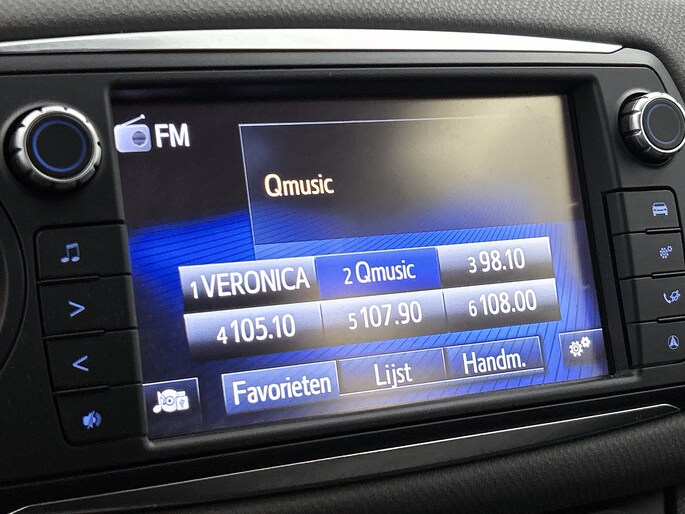 FM
Qmusic
1 VERONICA 2 Qmusic 3 98.10
4 105.10 5 107.90 6 108.00
Favorieten Lijst Handm.